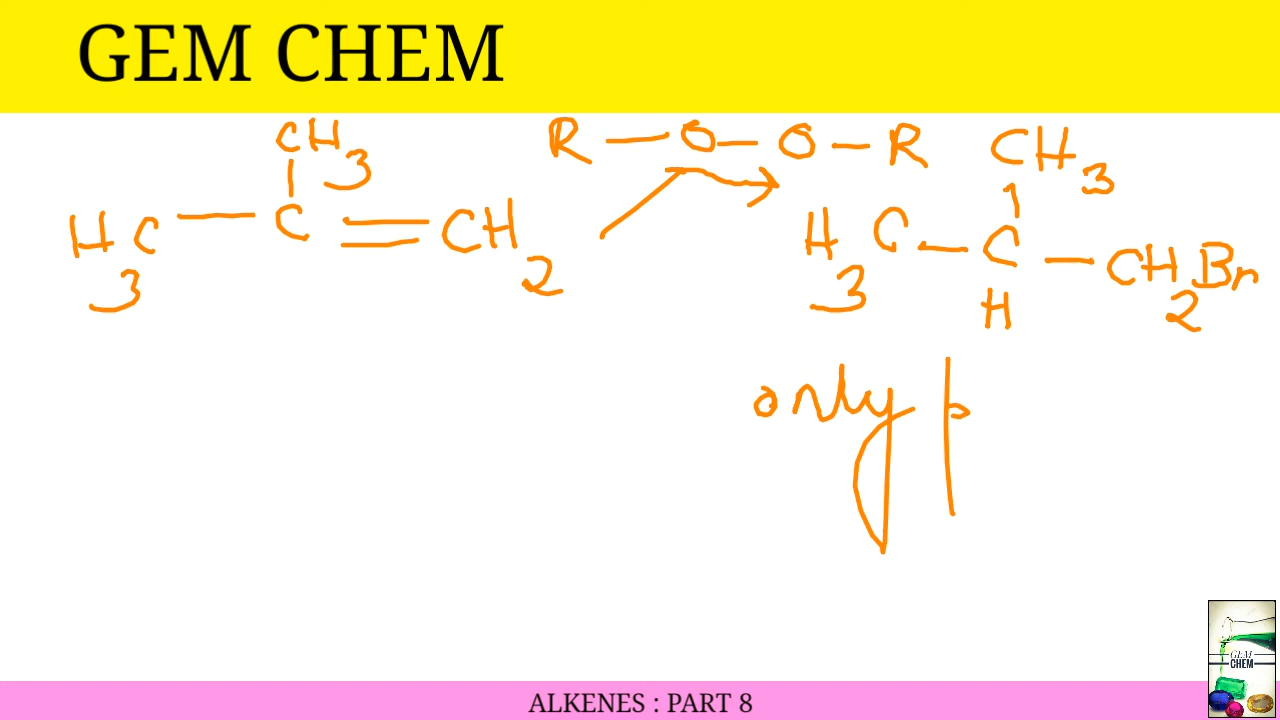 GEM CHEM
CH3 R — O — O — R CH3
H3C — C = CH2 H3C — C — CH2Br
H
only p
ALKENES : PART 8
GEM
CHEM